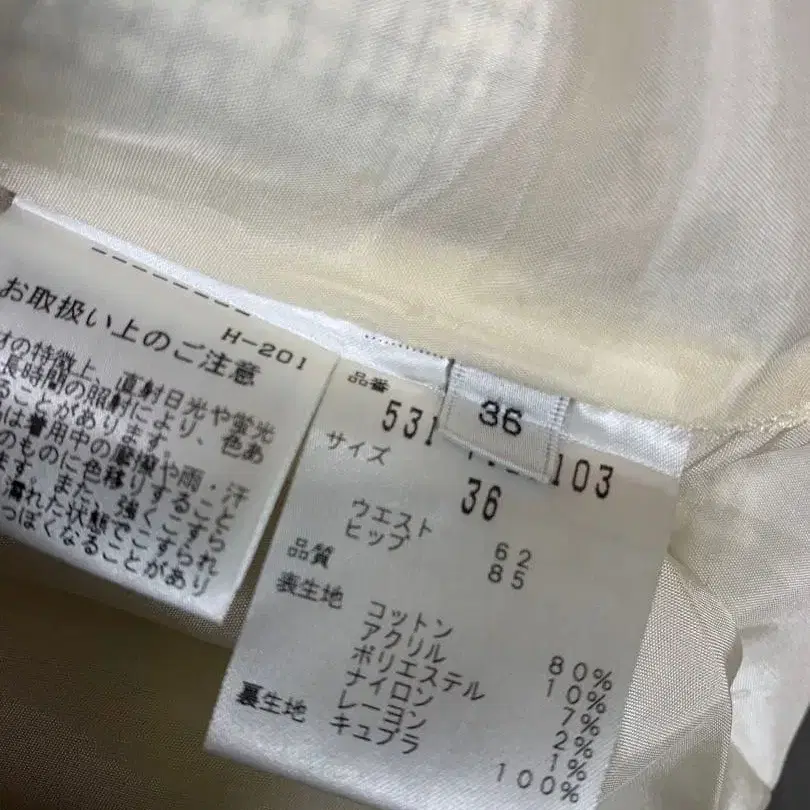 H-201
お取扱い上のご注意
材の特徴上、直射日光や蛍光
長時間の照射により、色あ
ることがあります。
は着用中の摩擦や雨・汗
のものに色移りすること
ます。また、強くこすら
濡れた状態でこすられ
っぽくなることがあり
36
品番
531 103
サイズ
36
ウエスト 62
ヒップ 85
品質
表生地 コットン 80%
アクリル 10%
ポリエステル 7%
ナイロン 2%
レーヨン 1%
裏生地 キュプラ 100%